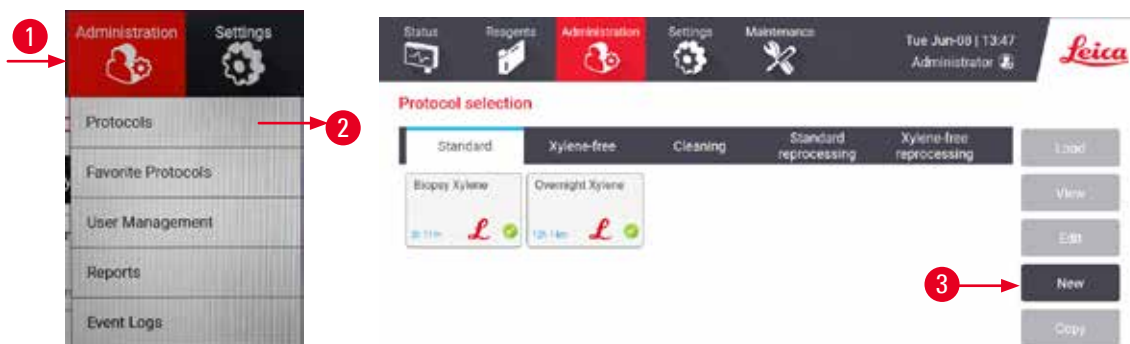 1
Administration
Settings
Protocols
2
Favorite Protocols
User Management
Reports
Event Logs
Status
Reagents
Administration
Settings
Maintenance
Tue Jun-08 | 13:47
Administrator
Leica
Protocol selection
Standard
Xylene-free
Cleaning
Standard
reprocessing
Xylene-free
reprocessing
Load
Biopsy Xylene
Overnight Xylene
View
L
L
Edit
3
New
Copy